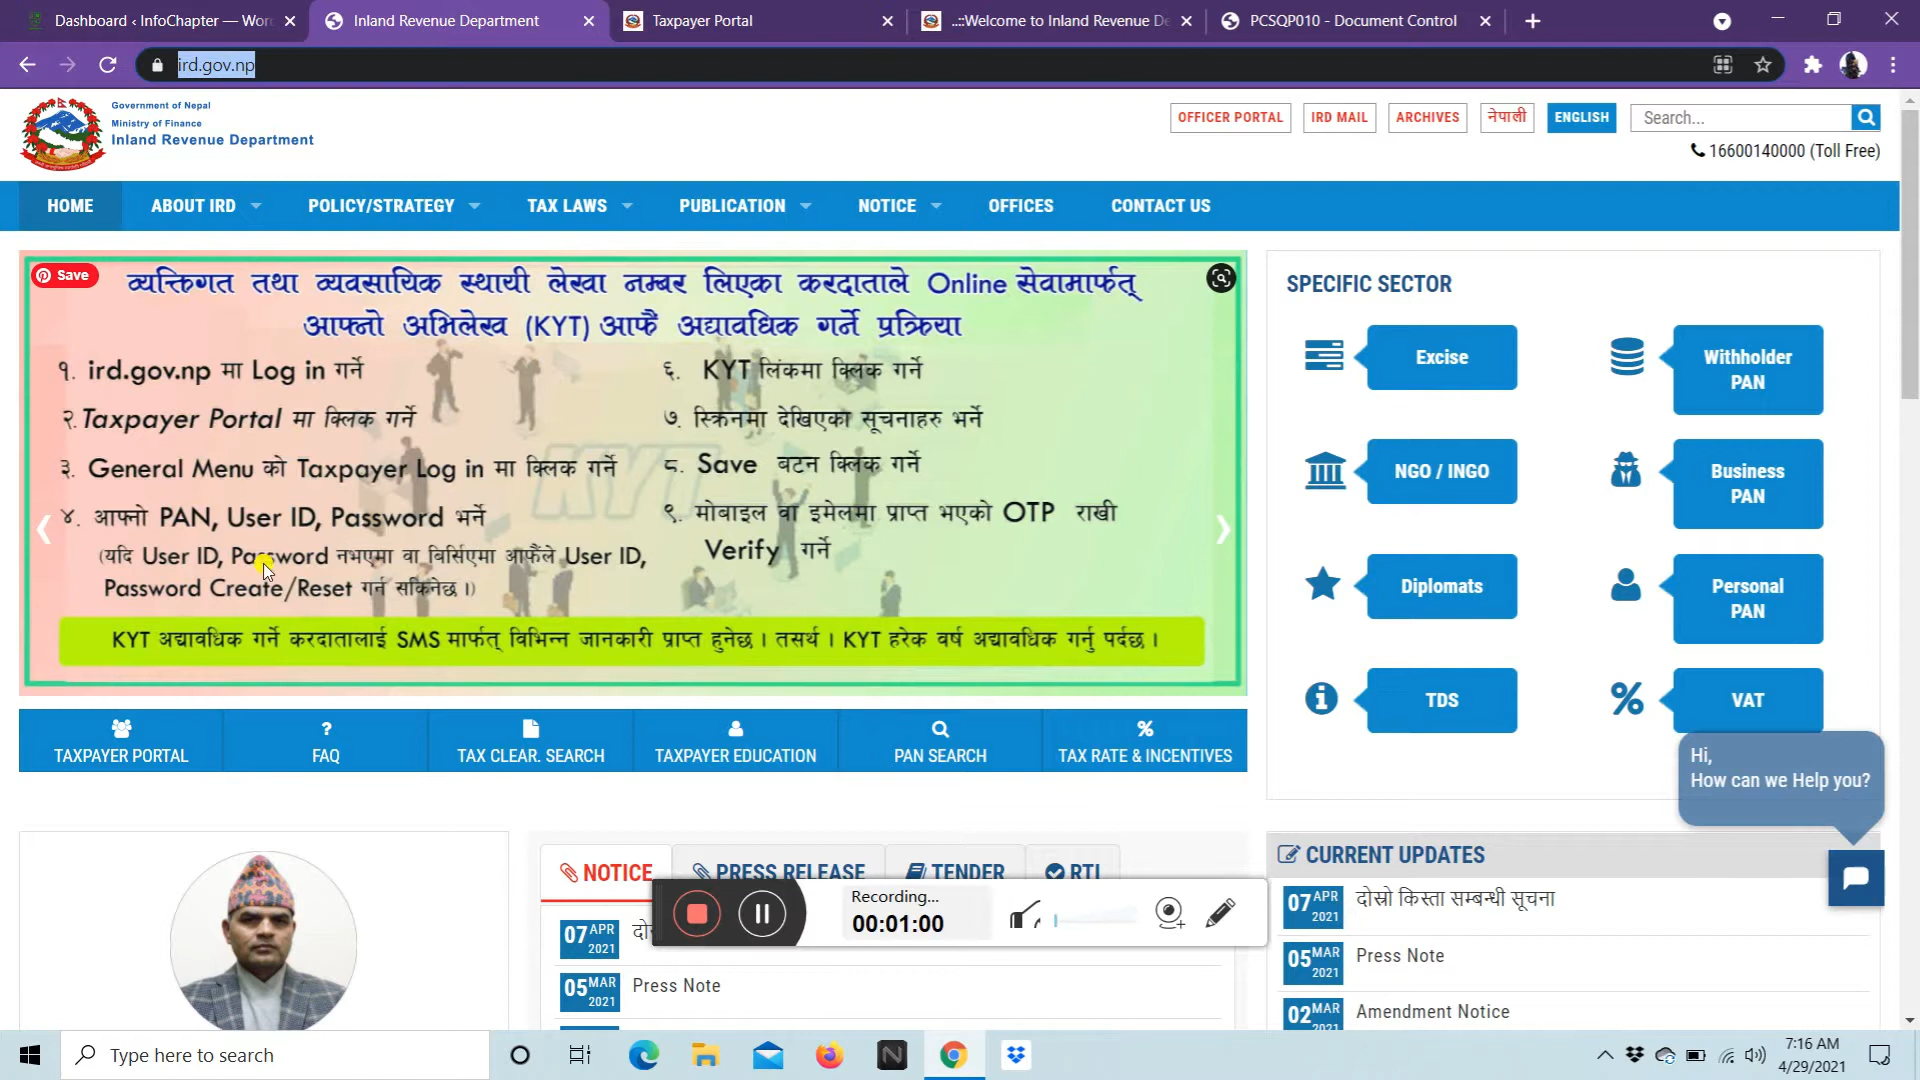 Dashboard ‹ InfoChapter — Wor
Inland Revenue Department
Taxpayer Portal
..::Welcome to Inland Revenue De
PCSQP010 - Document Control
ird.gov.np
Government of Nepal
Ministry of Finance
Inland Revenue Department
OFFICER PORTAL
IRD MAIL
ARCHIVES
नेपाली
ENGLISH
Search...
16600140000 (Toll Free)
HOME
ABOUT IRD
POLICY/STRATEGY
TAX LAWS
PUBLICATION
NOTICE
OFFICES
CONTACT US
Save
व्यक्तिगत तथा व्यवसायिक स्थायी लेखा नम्बर लिएका करदाताले Online सेवामार्फत्
आफ्नो अभिलेख (KYT) आफैं अद्यावधिक गर्ने प्रक्रिया
१. ird.gov.np मा Log in गर्ने
२. Taxpayer Portal मा क्लिक गर्ने
३. General Menu को Taxpayer Log in मा क्लिक गर्ने
४. आफ्नो PAN, User ID, Password भर्ने
(यदि User ID, Password नभएमा वा बिर्सिएमा आफैंले User ID,
Password Create/Reset गर्न सकिनेछ ।)
६. KYT लिंकमा क्लिक गर्ने
७. स्क्रिनमा देखिएका सूचनाहरु भर्ने
८. Save बटन क्लिक गर्ने
९. मोबाइल वा इमेलमा प्राप्त भएको OTP राखी
Verify गर्ने
KYT
KYT अद्यावधिक गर्ने करदातालाई SMS मार्फत् विभिन्न जानकारी प्राप्त हुनेछ । तसर्थ । KYT हरेक वर्ष अद्यावधिक गर्नु पर्दछ ।
SPECIFIC SECTOR
Excise
Withholder
PAN
NGO / INGO
Business
PAN
Diplomats
Personal
PAN
TDS
VAT
TAXPAYER PORTAL
FAQ
TAX CLEAR. SEARCH
TAXPAYER EDUCATION
PAN SEARCH
TAX RATE & INCENTIVES
Hi,
How can we Help you?
NOTICE
PRESS RELEASE
TENDER
RTI
CURRENT UPDATES
07 APR 2021
दो
05 MAR 2021
Press Note
07 APR 2021
दोस्रो किस्ता सम्बन्धी सूचना
05 MAR 2021
Press Note
02 MAR 2021
Amendment Notice
Recording...
00:01:00
Type here to search
7:16 AM
4/29/2021